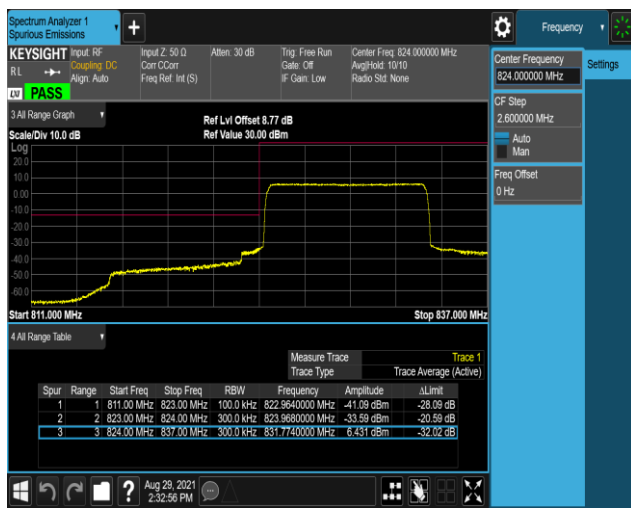 Spectrum Analyzer 1
Spurious Emissions
Frequency
KEYSIGHT Input: RF Input Z: 50 Ω Atten: 30 dB Trig: Free Run Center Freq: 824.000000 MHz
RL Coupling: DC Corr CCorr Gate: Off Avg|Hold: 10/10
Align: Auto Freq Ref: Int (S) IF Gain: Low Radio Std: None
LXI PASS
Center Frequency
824.000000 MHz
Settings
CF Step
2.600000 MHz
Auto
Man
Freq Offset
0 Hz
3 All Range Graph
Ref Lvl Offset 8.77 dB
Scale/Div 10.0 dB Ref Value 30.00 dBm
Log
20.0
10.0
0.00
-10.0
-20.0
-30.0
-40.0
-50.0
-60.0
Start 811.000 MHz Stop 837.000 MHz
4 All Range Table
Measure Trace Trace 1
Trace Type Trace Average (Active)
Spur Range Start Freq Stop Freq RBW Frequency Amplitude ΔLimit
1 1 811.00 MHz 823.00 MHz 100.0 kHz 822.9640000 MHz -41.09 dBm -28.09 dB
2 2 823.00 MHz 824.00 MHz 300.0 kHz 823.9680000 MHz -33.59 dBm -20.59 dB
3 3 824.00 MHz 837.00 MHz 300.0 kHz 831.7740000 MHz 6.431 dBm -32.02 dB
Aug 29, 2021
2:32:56 PM